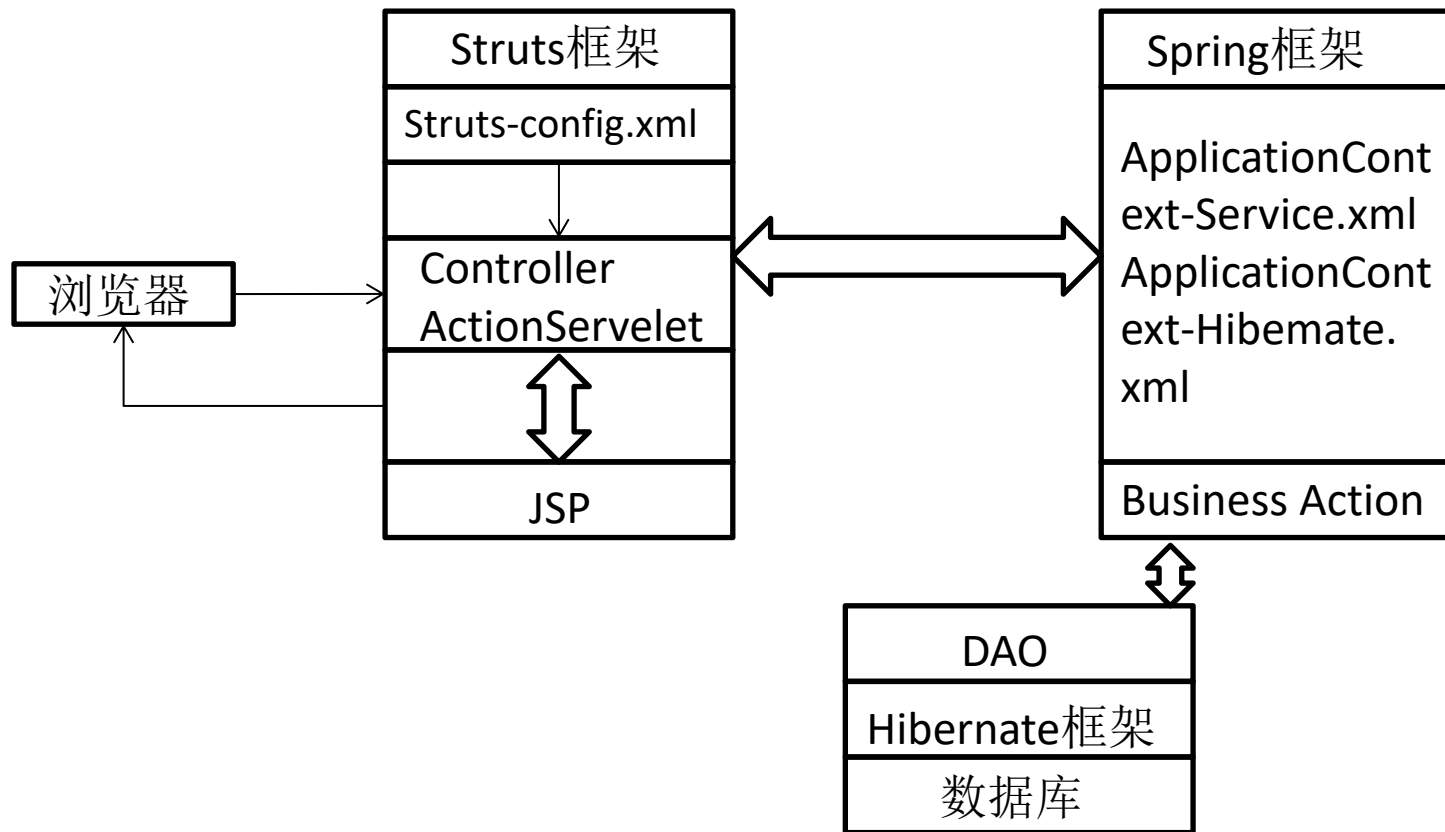 Struts框架
Struts-config.xml
Controller
ActionServelet
JSP
浏览器
Spring框架
ApplicationCont
ext-Service.xml
ApplicationCont
ext-Hibemate.
xml
Business Action
DAO
Hibernate框架
数据库